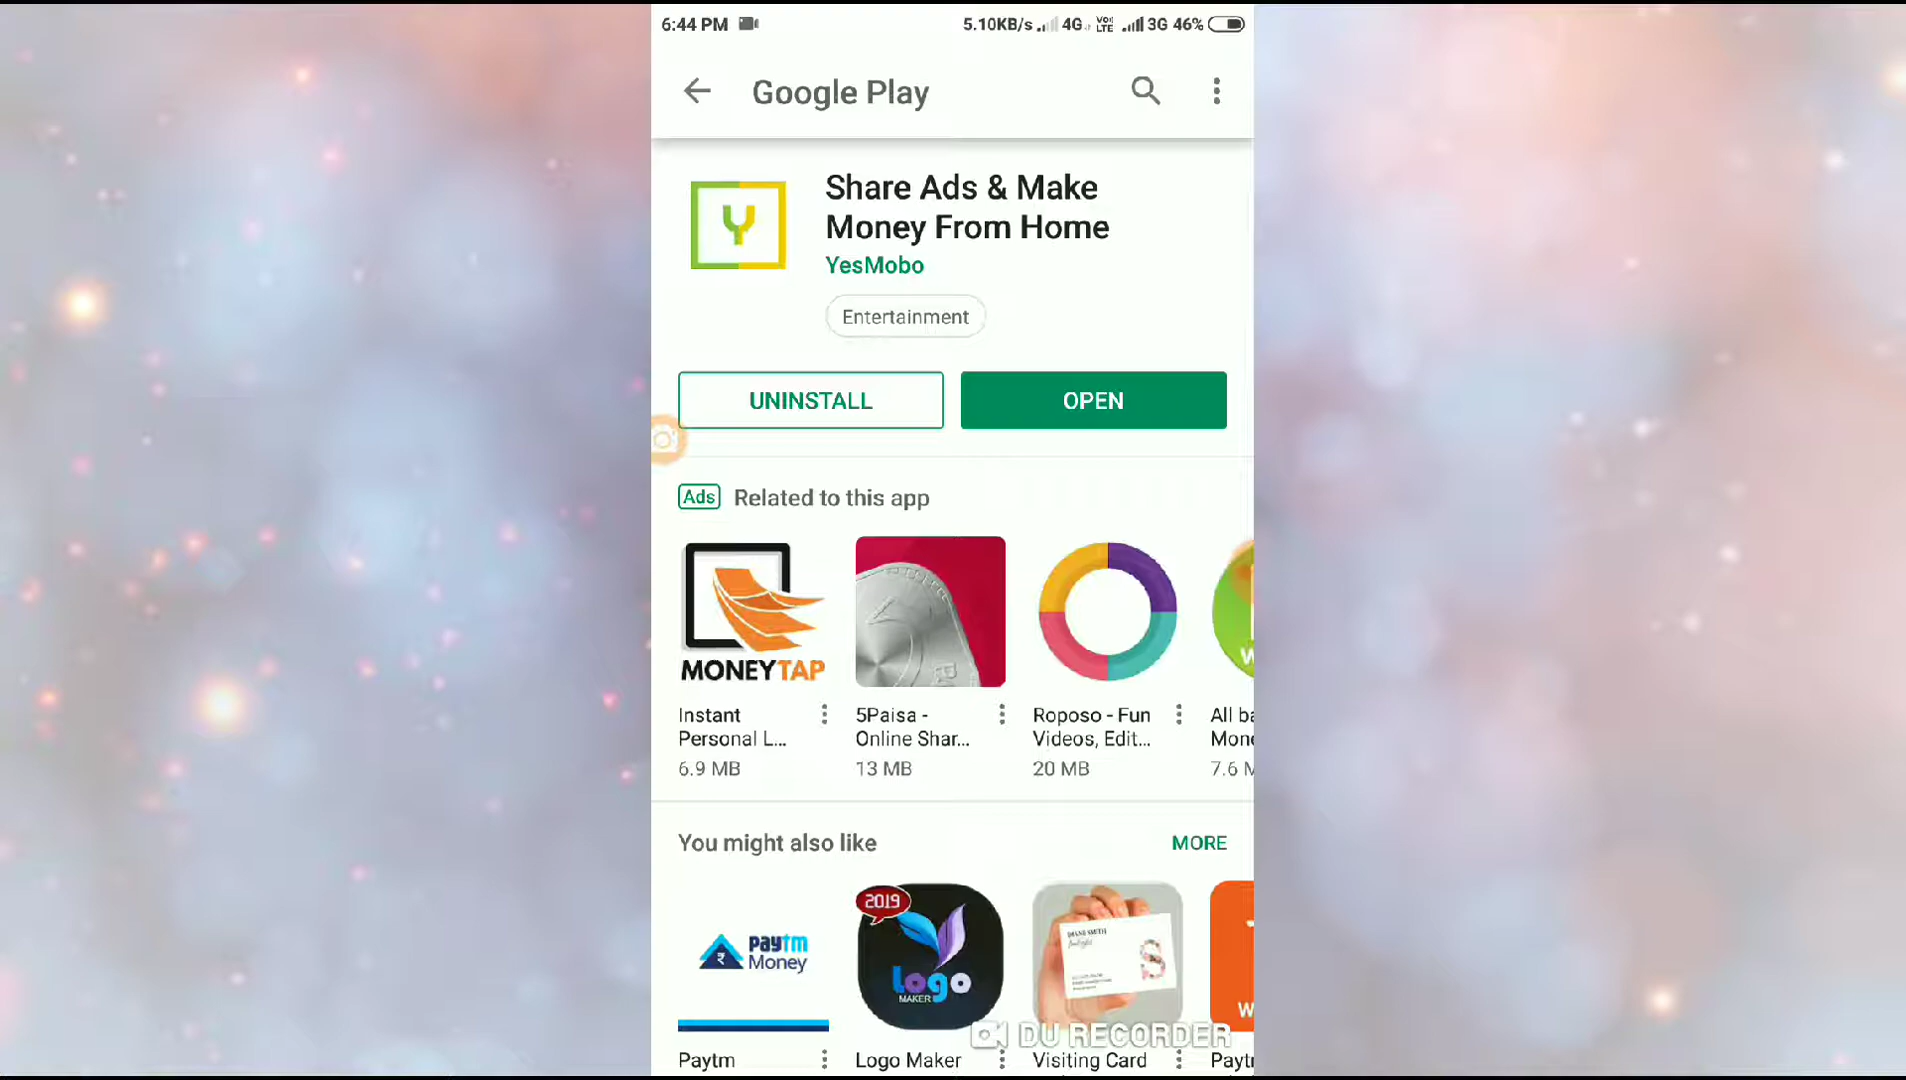 6:44 PM 5.10KB/s 4G VoLTE 3G 46%
Google Play
Share Ads & Make
Money From Home
YesMobo
Entertainment
UNINSTALL OPEN
Ads Related to this app
MONEYTAP
Instant 5Paisa - Roposo - Fun All ba
Personal L... Online Shar... Videos, Edit... Mone
6.9 MB 13 MB 20 MB 7.6 M
You might also like MORE
2019
paytm
Money
logo
MAKER
DIANE SMITH
DU RECORDER
Paytm Logo Maker Visiting Card Payt